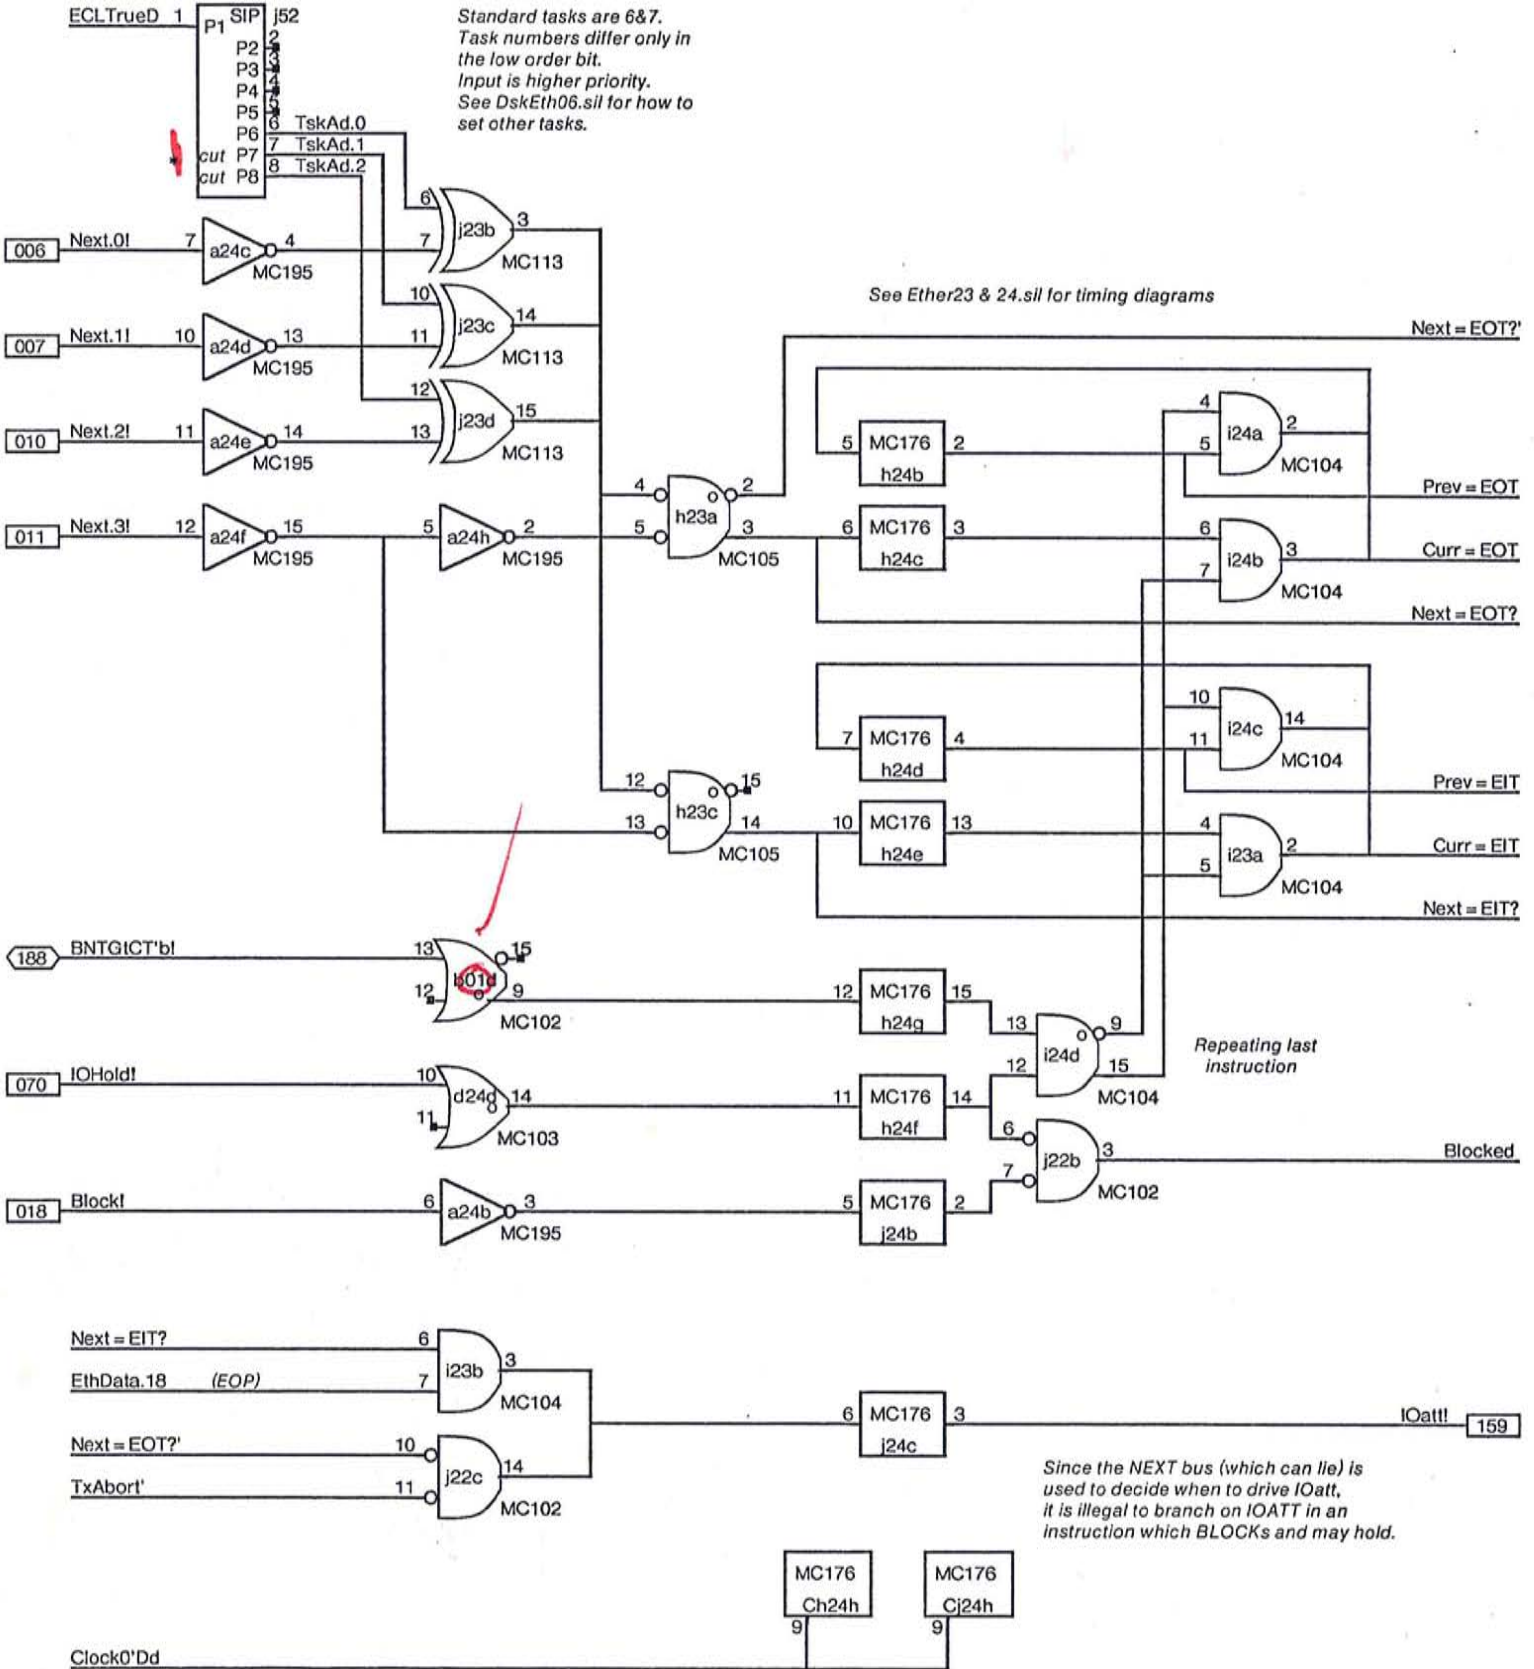 ECLTrueD 1 P1 SIP j52
P2 2
P3 3
P4 4
P5 5
P6 6 TskAd.0
cut P7 7 TskAd.1
cut P8 8 TskAd.2
Standard tasks are 6&7.
Task numbers differ only in
the low order bit.
Input is higher priority.
See DskEth06.sil for how to
set other tasks.
006 Next.0! 7 a24c 4 MC195
6 7 j23b 3 MC113
007 Next.1! 10 a24d 13 MC195
10 11 j23c 14 MC113
010 Next.2! 11 a24e 14 MC195
12 13 j23d 15 MC113
011 Next.3! 12 a24f 15 MC195
5 a24h 2 MC195
4 5 h23a 2 3 MC105
See Ether23 & 24.sil for timing diagrams
Next=EOT?'
5 MC176 h24b 2
4 5 i24a 2 MC104
Prev=EOT
6 MC176 h24c 3
6 7 i24b 3 MC104
Curr=EOT
Next=EOT?
12 13 h23c 15 14 MC105
7 MC176 h24d 4
10 11 i24c 14 MC104
Prev=EIT
10 MC176 h24e 13
4 5 i23a 2 MC104
Curr=EIT
Next=EIT?
188 BNTGtCT'b! 13 12 b01d 15 9 MC102
12 MC176 h24g 15
13 12 i24d 9 15 MC104
Repeating last
instruction
070 IOHold! 10 11 d24d 14 MC103
11 MC176 h24f 14
6 7 j22b 3 MC102
Blocked
018 Block! 6 a24b 3 MC195
5 MC176 j24b 2
Next=EIT? 6
EthData.18 (EOP) 7
i23b 3 MC104
Next=EOT?' 10
TxAbort' 11
j22c 14 MC102
6 MC176 j24c 3
IOatt! 159
Since the NEXT bus (which can lie) is
used to decide when to drive IOatt,
it is illegal to branch on IOATT in an
instruction which BLOCKs and may hold.
MC176 Ch24h 9
MC176 Cj24h 9
Clock0'Dd